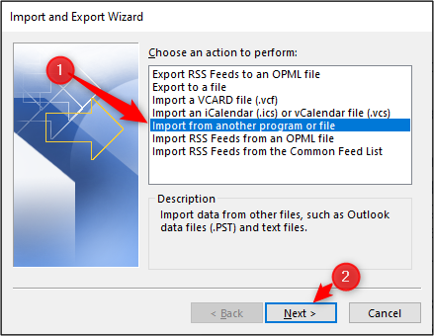 Import and Export Wizard
Choose an action to perform:
Export RSS Feeds to an OPML file
Export to a file
Import a VCARD file (.vcf)
Import an iCalendar (.ics) or vCalendar file (.vcs)
Import from another program or file
Import RSS Feeds from an OPML file
Import RSS Feeds from the Common Feed List
1
Description
Import data from other files, such as Outlook
data files (.PST) and text files.
2
< Back
Next >
Cancel